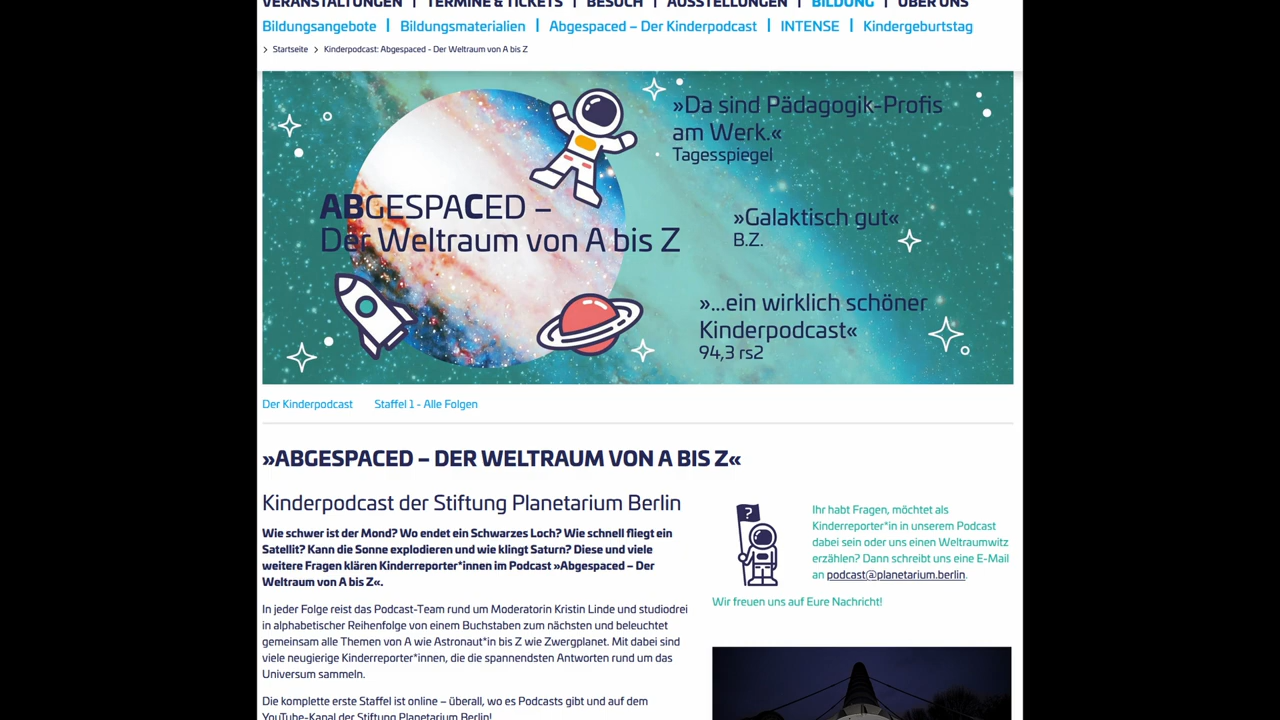 VERANSTALTUNGEN | TERMINE & TICKETS | BESUCH | AUSSTELLUNGEN | BILDUNG | ÜBER UNS
Bildungsangebote | Bildungsmaterialien | Abgespaced – Der Kinderpodcast | INTENSE | Kindergeburtstag
> Startseite > Kinderpodcast: Abgespaced - Der Weltraum von A bis Z
»Da sind Pädagogik-Profis
am Werk.«
Tagesspiegel
ABGESPACED –
Der Weltraum von A bis Z
»Galaktisch gut«
B.Z.
»...ein wirklich schöner
Kinderpodcast«
94,3 rs2
Der Kinderpodcast Staffel 1 - Alle Folgen
»ABGESPACED – DER WELTRAUM VON A BIS Z«
Kinderpodcast der Stiftung Planetarium Berlin
Wie schwer ist der Mond? Wo endet ein Schwarzes Loch? Wie schnell fliegt ein
Satellit? Kann die Sonne explodieren und wie klingt Saturn? Diese und viele
weitere Fragen klären Kinderreporter*innen im Podcast »Abgespaced – Der
Weltraum von A bis Z«.
In jeder Folge reist das Podcast-Team rund um Moderatorin Kristin Linde und studiodrei
in alphabetischer Reihenfolge von einem Buchstaben zum nächsten und beleuchtet
gemeinsam alle Themen von A wie Astronaut*in bis Z wie Zwergplanet. Mit dabei sind
viele neugierige Kinderreporter*innen, die die spannendsten Antworten rund um das
Universum sammeln.
Die komplette erste Staffel ist online – überall, wo es Podcasts gibt und auf dem
YouTube-Kanal der Stiftung Planetarium Berlin!
?
Ihr habt Fragen, möchtet als
Kinderreporter*in in unserem Podcast
dabei sein oder uns einen Weltraumwitz
erzählen? Dann schreibt uns eine E-Mail
an podcast@planetarium.berlin.
Wir freuen uns auf Eure Nachricht!